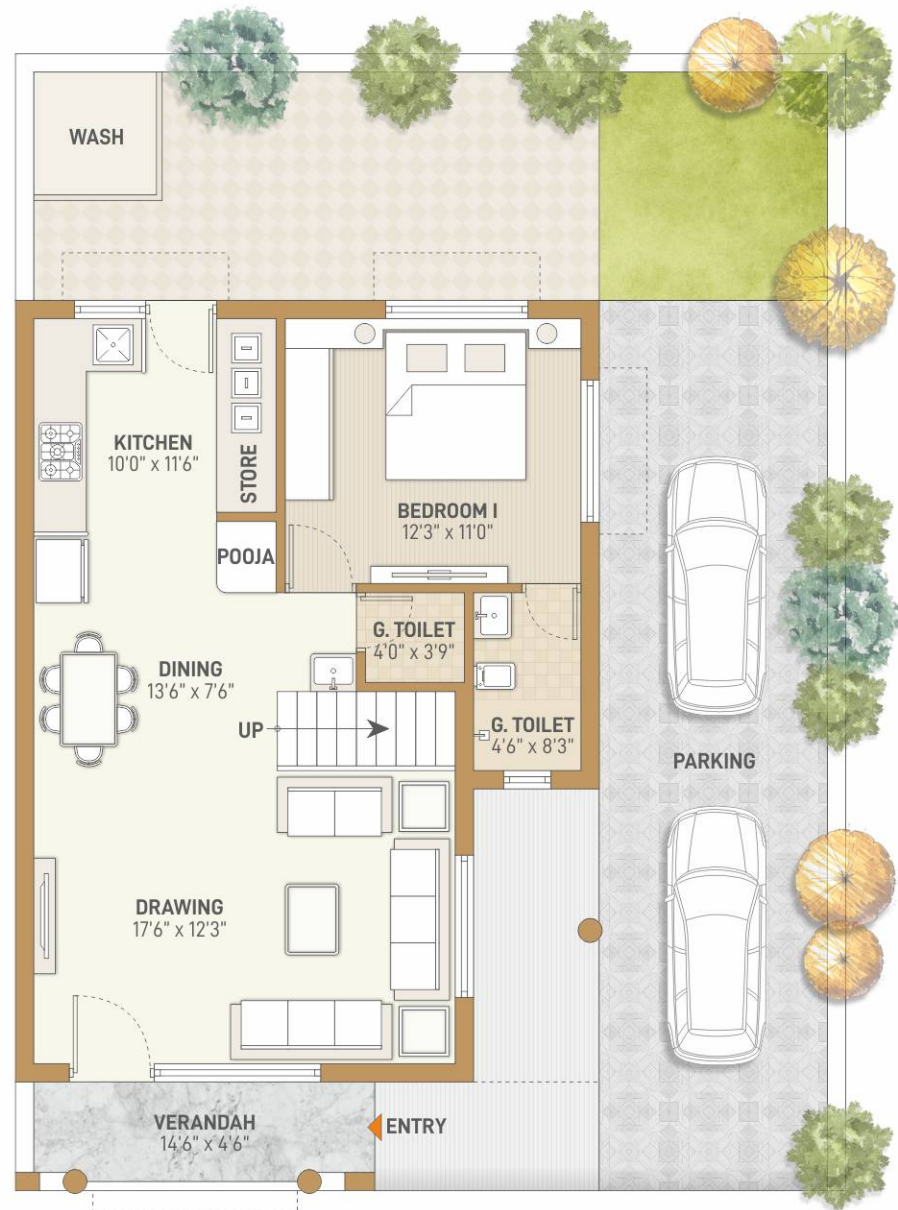 WASH
KITCHEN
10'0" x 11'6"
STORE
BEDROOM I
12'3" x 11'0"
POOJA
G. TOILET
4'0" x 3'9"
DINING
13'6" x 7'6"
UP
G. TOILET
4'6" x 8'3"
PARKING
DRAWING
17'6" x 12'3"
VERANDAH
14'6" x 4'6"
ENTRY